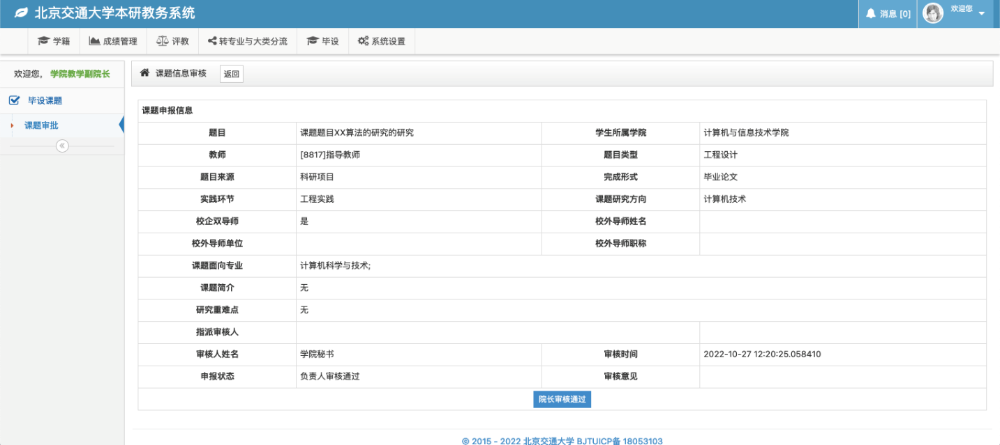 北京交通大学本研教务系统
消息 [0]
欢迎您
学籍 成绩管理 评教 转专业与大类分流 毕设 系统设置
欢迎您, 学院教学副院长
毕设课题
课题审批
课题信息审核 返回
课题申报信息
题目 课题题目XX算法的研究的研究 学生所属学院 计算机与信息技术学院
教师 [8817]指导教师 题目类型 工程设计
题目来源 科研项目 完成形式 毕业论文
实践环节 工程实践 课题研究方向 计算机技术
校企双导师 是 校外导师姓名
校外导师单位 校外导师职称
课题面向专业 计算机科学与技术;
课题简介 无
研究重难点 无
指派审核人
审核人姓名 学院秘书 审核时间 2022-10-27 12:20:25.058410
申报状态 负责人审核通过 审核意见
院长审核通过
© 2015 - 2022 北京交通大学 BJTUICP备 18053103